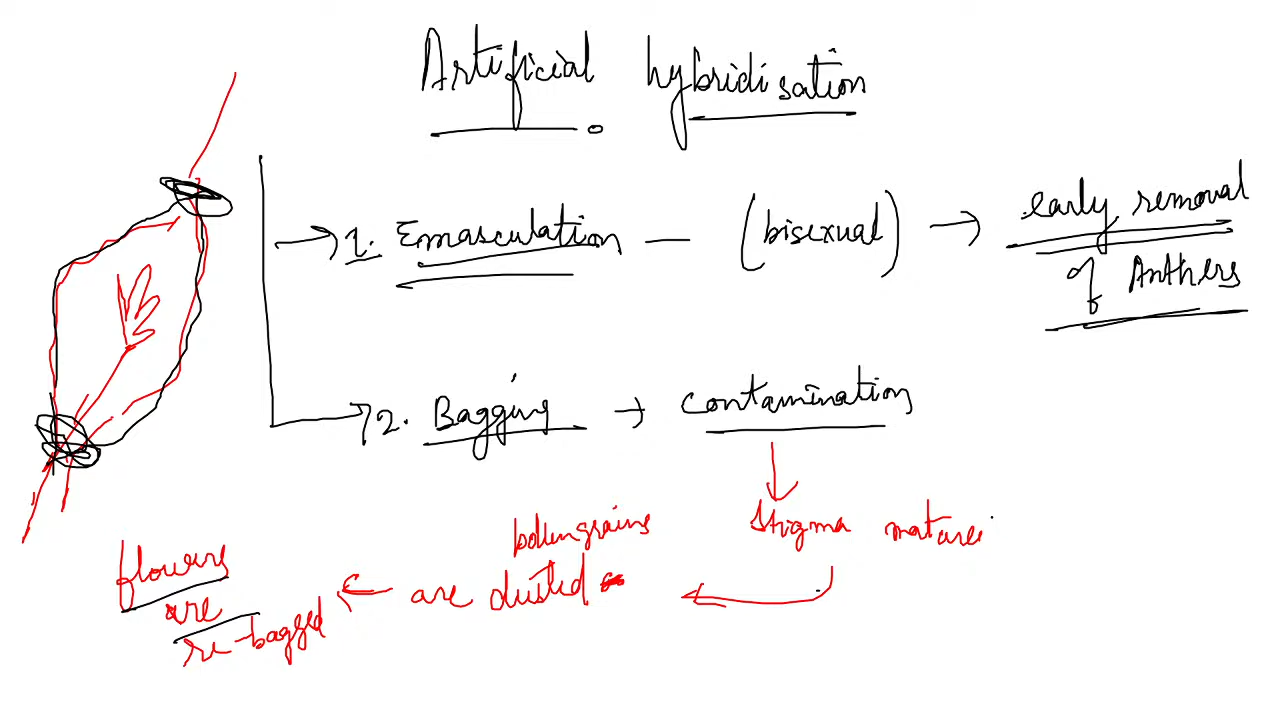 Artificial hybridisation
1. Emasculation — (bisexual) → early removal
of Anthers
2. Bagging → contamination
stigma matures
pollengrains
are dusted
flowers
are
re-bagged